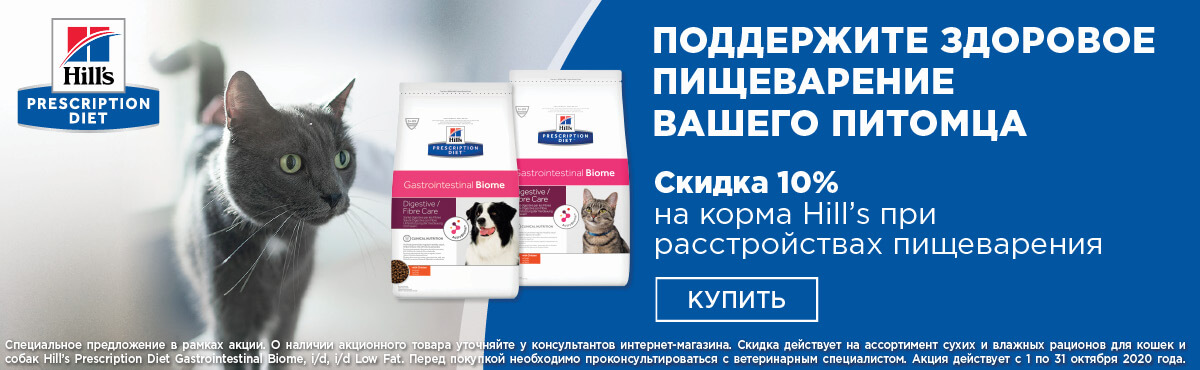 Hill's
PRESCRIPTION
DIET
ПОДДЕРЖИТЕ ЗДОРОВОЕ
ПИЩЕВАРЕНИЕ
ВАШЕГО ПИТОМЦА
Скидка 10%
на корма Hill's при
расстройствах пищеварения
КУПИТЬ
Hill's
PRESCRIPTION
DIET
Gastrointestinal Biome
Digestive /
Fibre Care
CLINICAL NUTRITION
Hill's
PRESCRIPTION
DIET
Gastrointestinal Biome
Digestive /
Fibre Care
Специальное предложение в рамках акции. О наличии акционного товара уточняйте у консультантов интернет-магазина. Скидка действует на ассортимент сухих и влажных рационов для кошек и
собак Hill's Prescription Diet Gastrointestinal Biome, i/d, i/d Low Fat. Перед покупкой необходимо проконсультироваться с ветеринарным специалистом. Акция действует с 1 по 31 октября 2020 года.